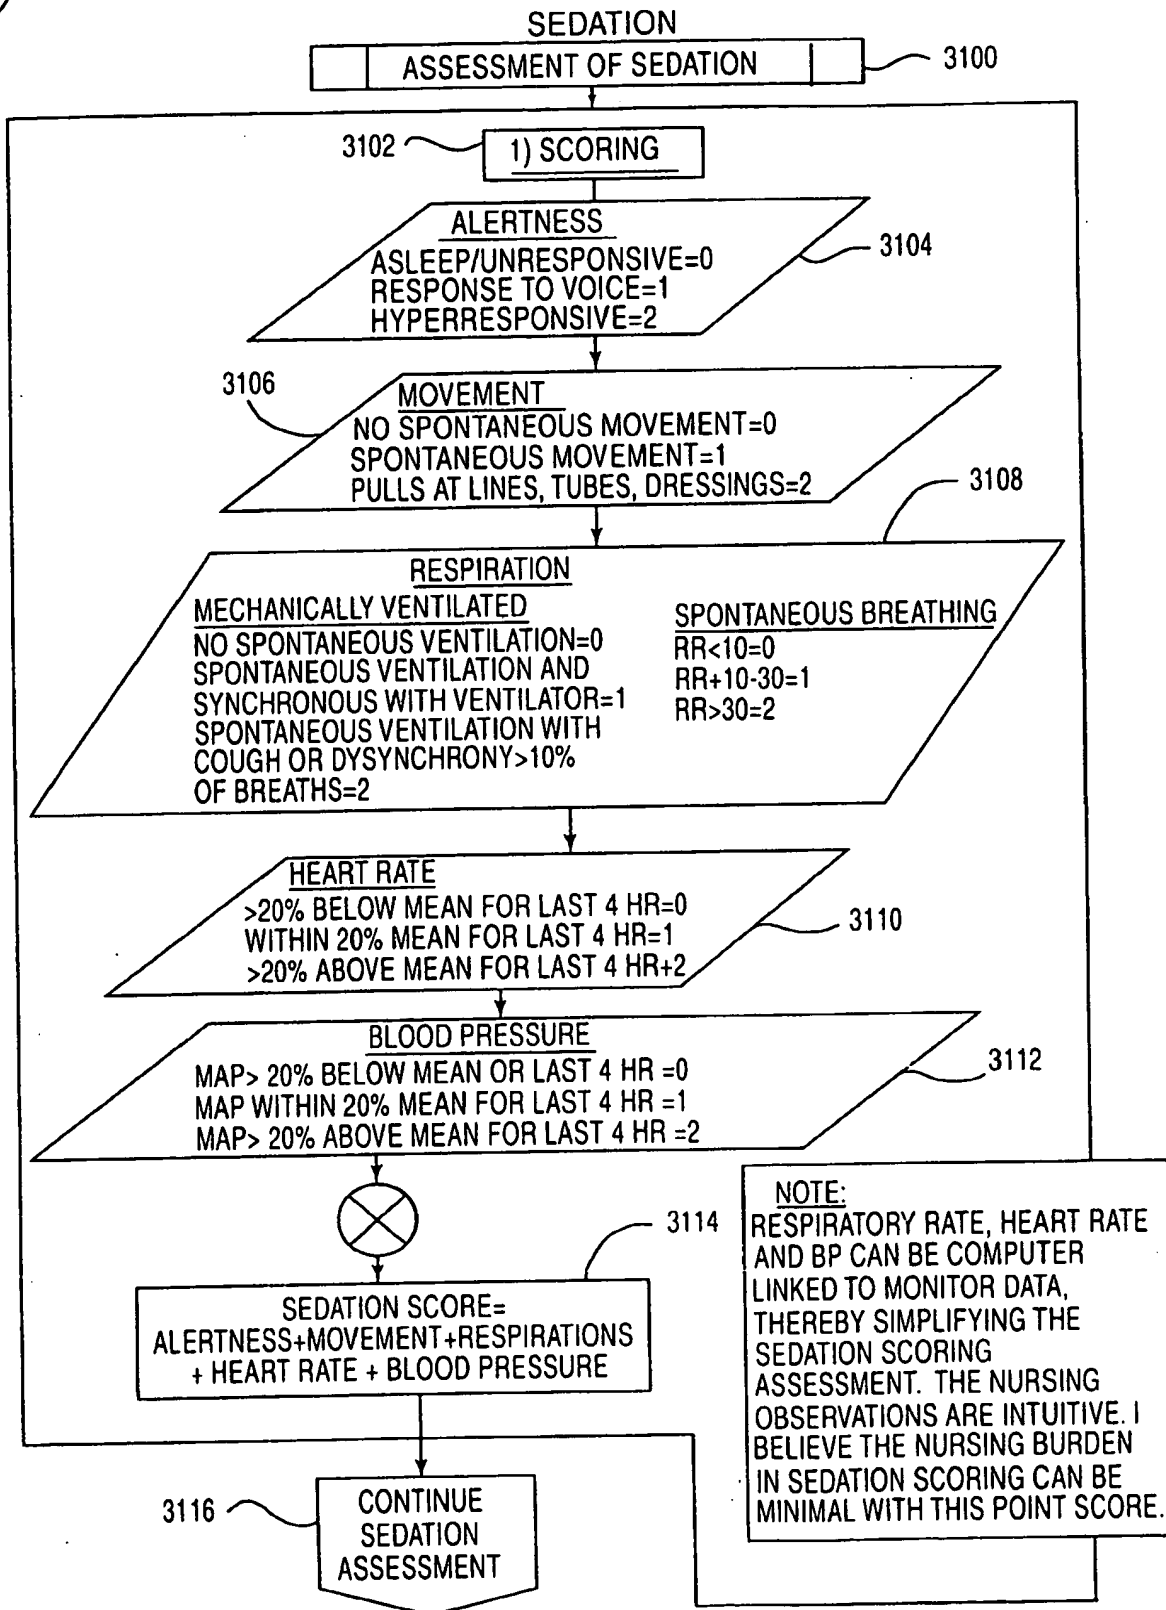 SEDATION
ASSESSMENT OF SEDATION
3100
3102
1) SCORING
ALERTNESS
ASLEEP/UNRESPONSIVE=0
RESPONSE TO VOICE=1
HYPERRESPONSIVE=2
3104
3106
MOVEMENT
NO SPONTANEOUS MOVEMENT=0
SPONTANEOUS MOVEMENT=1
PULLS AT LINES, TUBES, DRESSINGS=2
3108
RESPIRATION
MECHANICALLY VENTILATED
NO SPONTANEOUS VENTILATION=0
SPONTANEOUS VENTILATION AND
SYNCHRONOUS WITH VENTILATOR=1
SPONTANEOUS VENTILATION WITH
COUGH OR DYSYNCHRONY>10%
OF BREATHS=2
SPONTANEOUS BREATHING
RR<10=0
RR+10-30=1
RR>30=2
HEART RATE
>20% BELOW MEAN FOR LAST 4 HR=0
WITHIN 20% MEAN FOR LAST 4 HR=1
>20% ABOVE MEAN FOR LAST 4 HR+2
3110
BLOOD PRESSURE
MAP> 20% BELOW MEAN OR LAST 4 HR =0
MAP WITHIN 20% MEAN FOR LAST 4 HR =1
MAP> 20% ABOVE MEAN FOR LAST 4 HR =2
3112
3114
SEDATION SCORE=
ALERTNESS+MOVEMENT+RESPIRATIONS
+ HEART RATE + BLOOD PRESSURE
NOTE:
RESPIRATORY RATE, HEART RATE
AND BP CAN BE COMPUTER
LINKED TO MONITOR DATA,
THEREBY SIMPLIFYING THE
SEDATION SCORING
ASSESSMENT. THE NURSING
OBSERVATIONS ARE INTUITIVE. I
BELIEVE THE NURSING BURDEN
IN SEDATION SCORING CAN BE
MINIMAL WITH THIS POINT SCORE.
3116
CONTINUE
SEDATION
ASSESSMENT